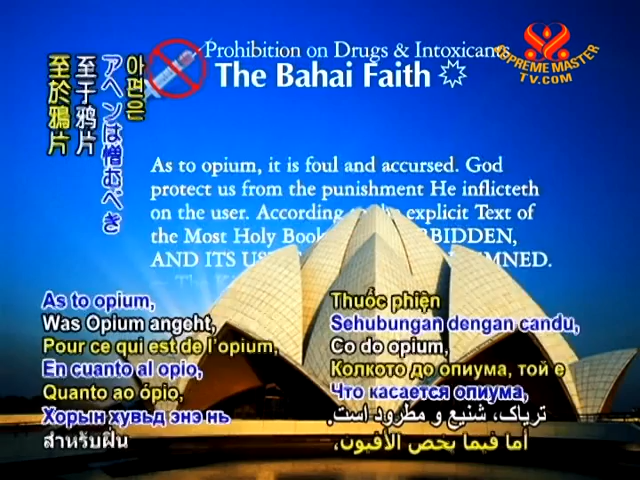 Prohibition on Drugs & Intoxicants
The Bahai Faith
SUPREME MASTER
TV.COM
至於鴉片
至于鸦片
アヘンは憎むべき
아편은
As to opium, it is foul and accursed. God
protect us from the punishment He inflicteth
on the user. According explicit Text of
the Most Holy Book
AND ITS
As to opium,
Was Opium angeht,
Pour ce qui est de l'opium,
En cuanto al opio,
Quanto ao ópio,
Хорын хувьд энэ нь
สำหรับฝิ่น
Thuốc phiện
Sehubungan dengan candu,
Co do opium,
Колкото до опиума, той е
Что касается опиума,
تریاک، شنیع و مطرود است.
أما فيما يخص الأفيون،